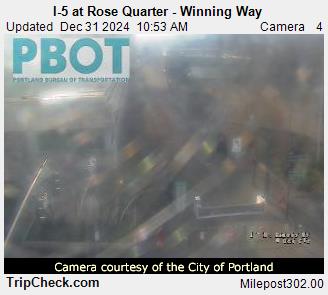 I-5 at Rose Quarter - Winning Way
Updated Dec 31 2024 10:53 AM Camera 4
PBOT
PORTLAND BUREAU OF TRANSPORTATION
Camera courtesy of the City of Portland
TripCheck.com Milepost302.00